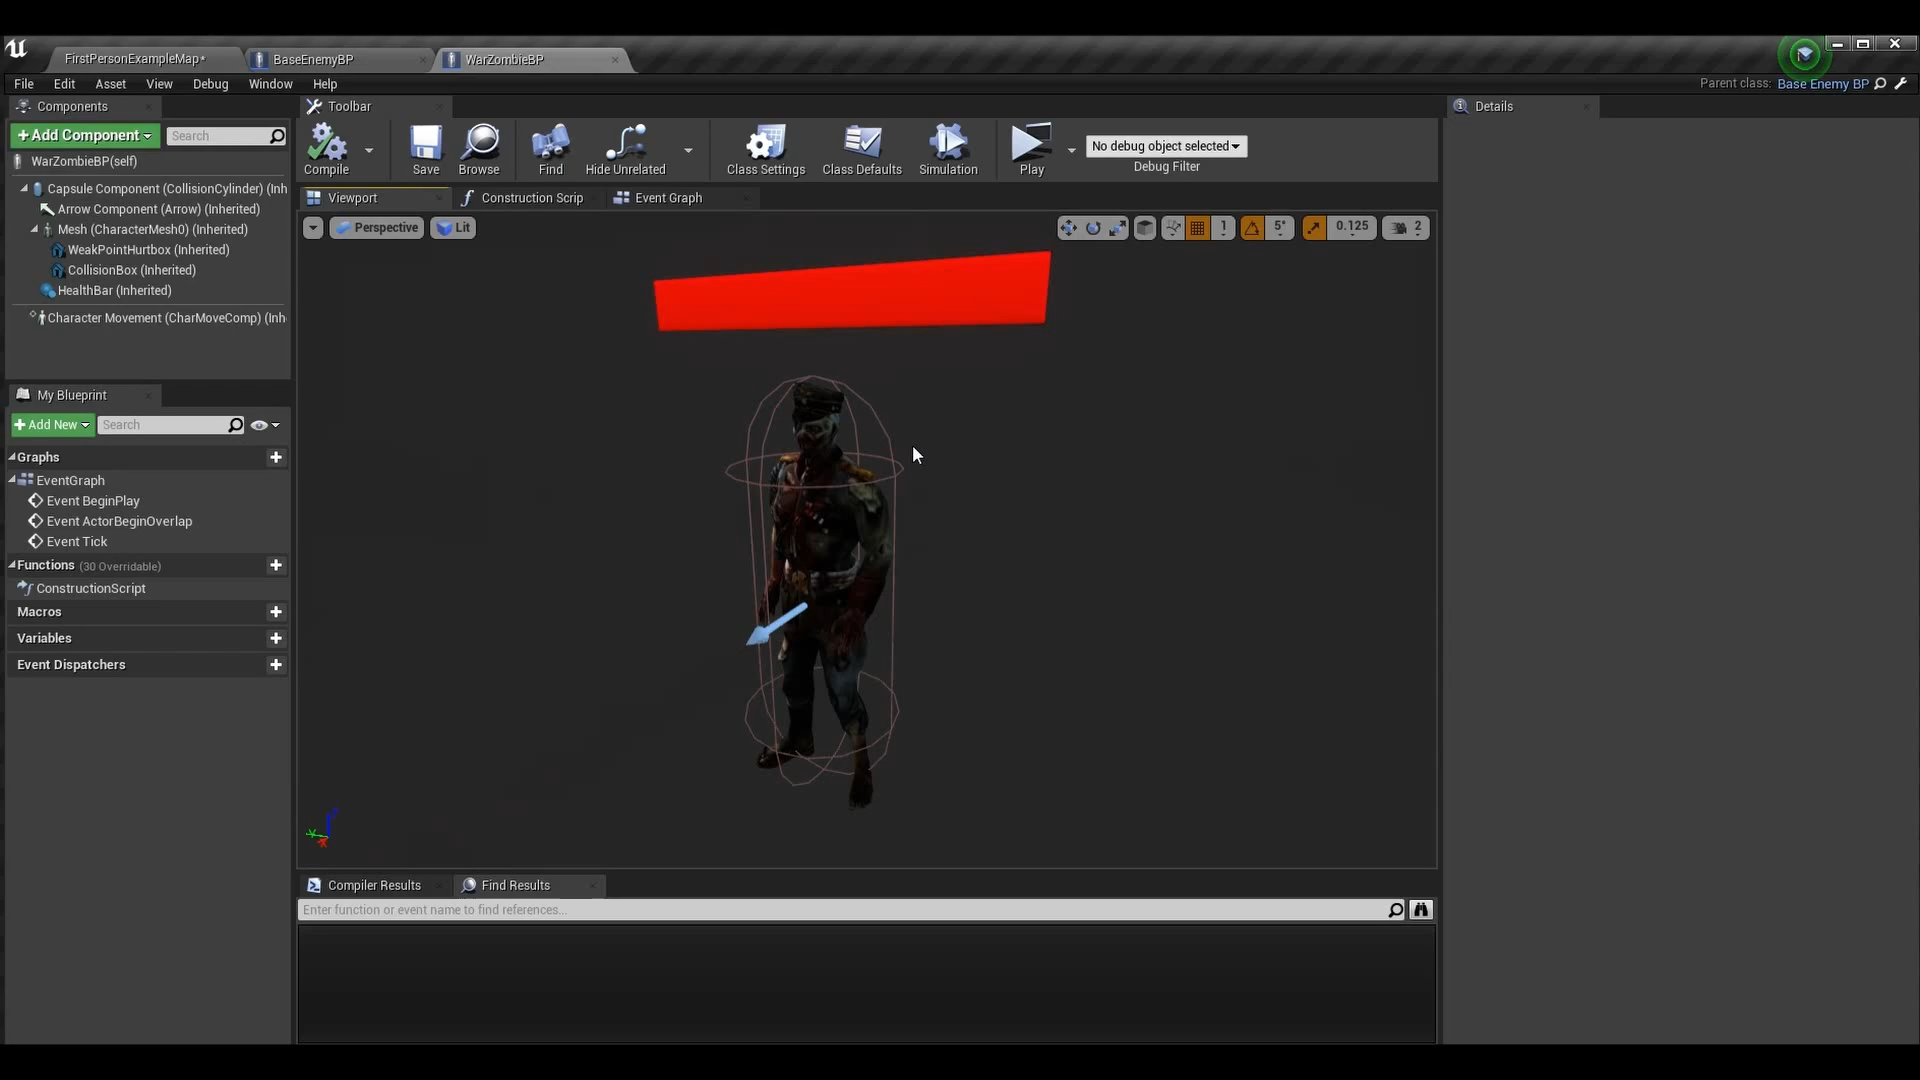 FirstPersonExampleMap*
BaseEnemyBP
WarZombieBP
File Edit Asset View Debug Window Help
Parent class: Base Enemy BP
Components
Toolbar
Details
+Add Component
Search
WarZombieBP(self)
Capsule Component (CollisionCylinder) (Inh
Arrow Component (Arrow) (Inherited)
Mesh (CharacterMesh0) (Inherited)
WeakPointHurtbox (Inherited)
CollisionBox (Inherited)
HealthBar (Inherited)
Character Movement (CharMoveComp) (Inh
Compile
Save
Browse
Find
Hide Unrelated
Class Settings
Class Defaults
Simulation
Play
No debug object selected
Debug Filter
Viewport
Construction Scrip
Event Graph
Perspective
Lit
1
5°
0.125
2
My Blueprint
+ Add New
Search
Graphs
EventGraph
Event BeginPlay
Event ActorBeginOverlap
Event Tick
Functions (30 Overridable)
ConstructionScript
Macros
Variables
Event Dispatchers
Compiler Results
Find Results
Enter function or event name to find references...